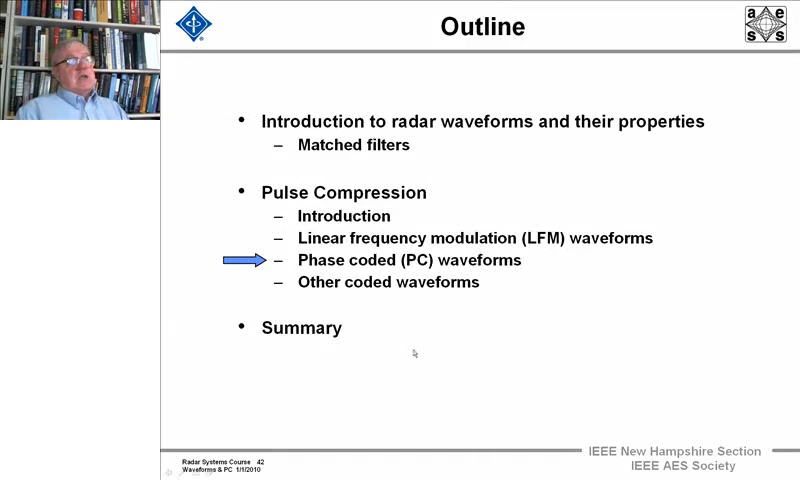 Outline
a e
s s
• Introduction to radar waveforms and their properties
– Matched filters
• Pulse Compression
– Introduction
– Linear frequency modulation (LFM) waveforms
– Phase coded (PC) waveforms
– Other coded waveforms
• Summary
Radar Systems Course 42
Waveforms & PC 1/1/2010
IEEE New Hampshire Section
IEEE AES Society